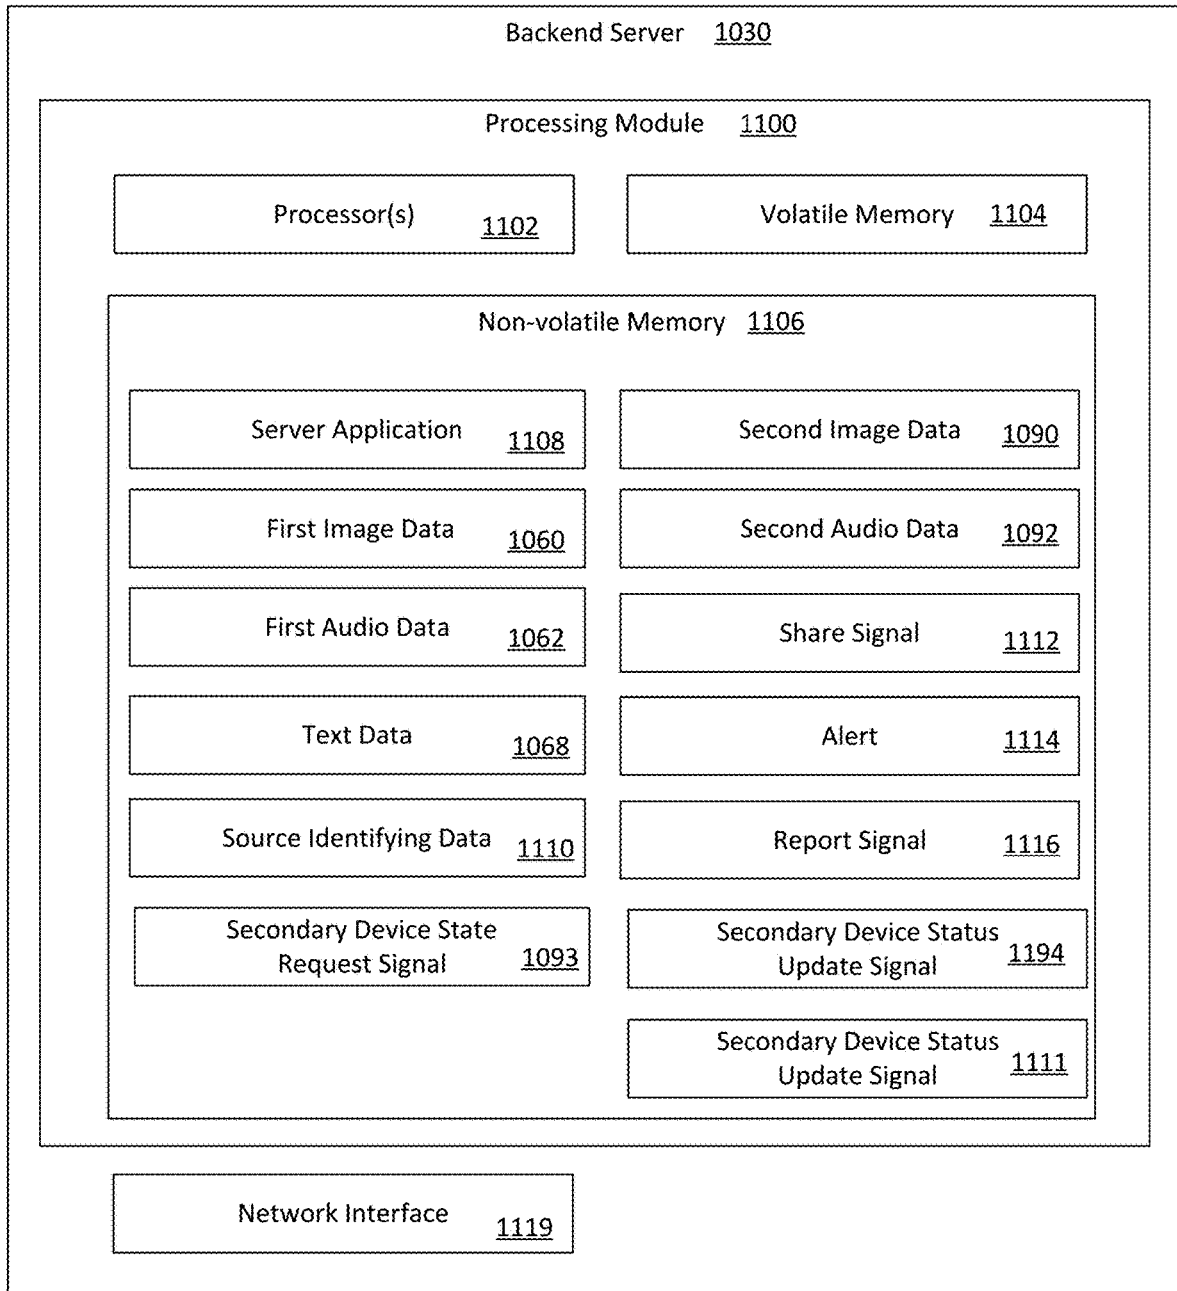 Backend Server 1030
Processing Module 1100
Processor(s) 1102
Volatile Memory 1104
Non-volatile Memory 1106
Server Application 1108
Second Image Data 1090
First Image Data 1060
Second Audio Data 1092
First Audio Data 1062
Share Signal 1112
Text Data 1068
Alert 1114
Source Identifying Data 1110
Report Signal 1116
Secondary Device State
Request Signal 1093
Secondary Device Status
Update Signal 1194
Secondary Device Status
Update Signal 1111
Network Interface 1119